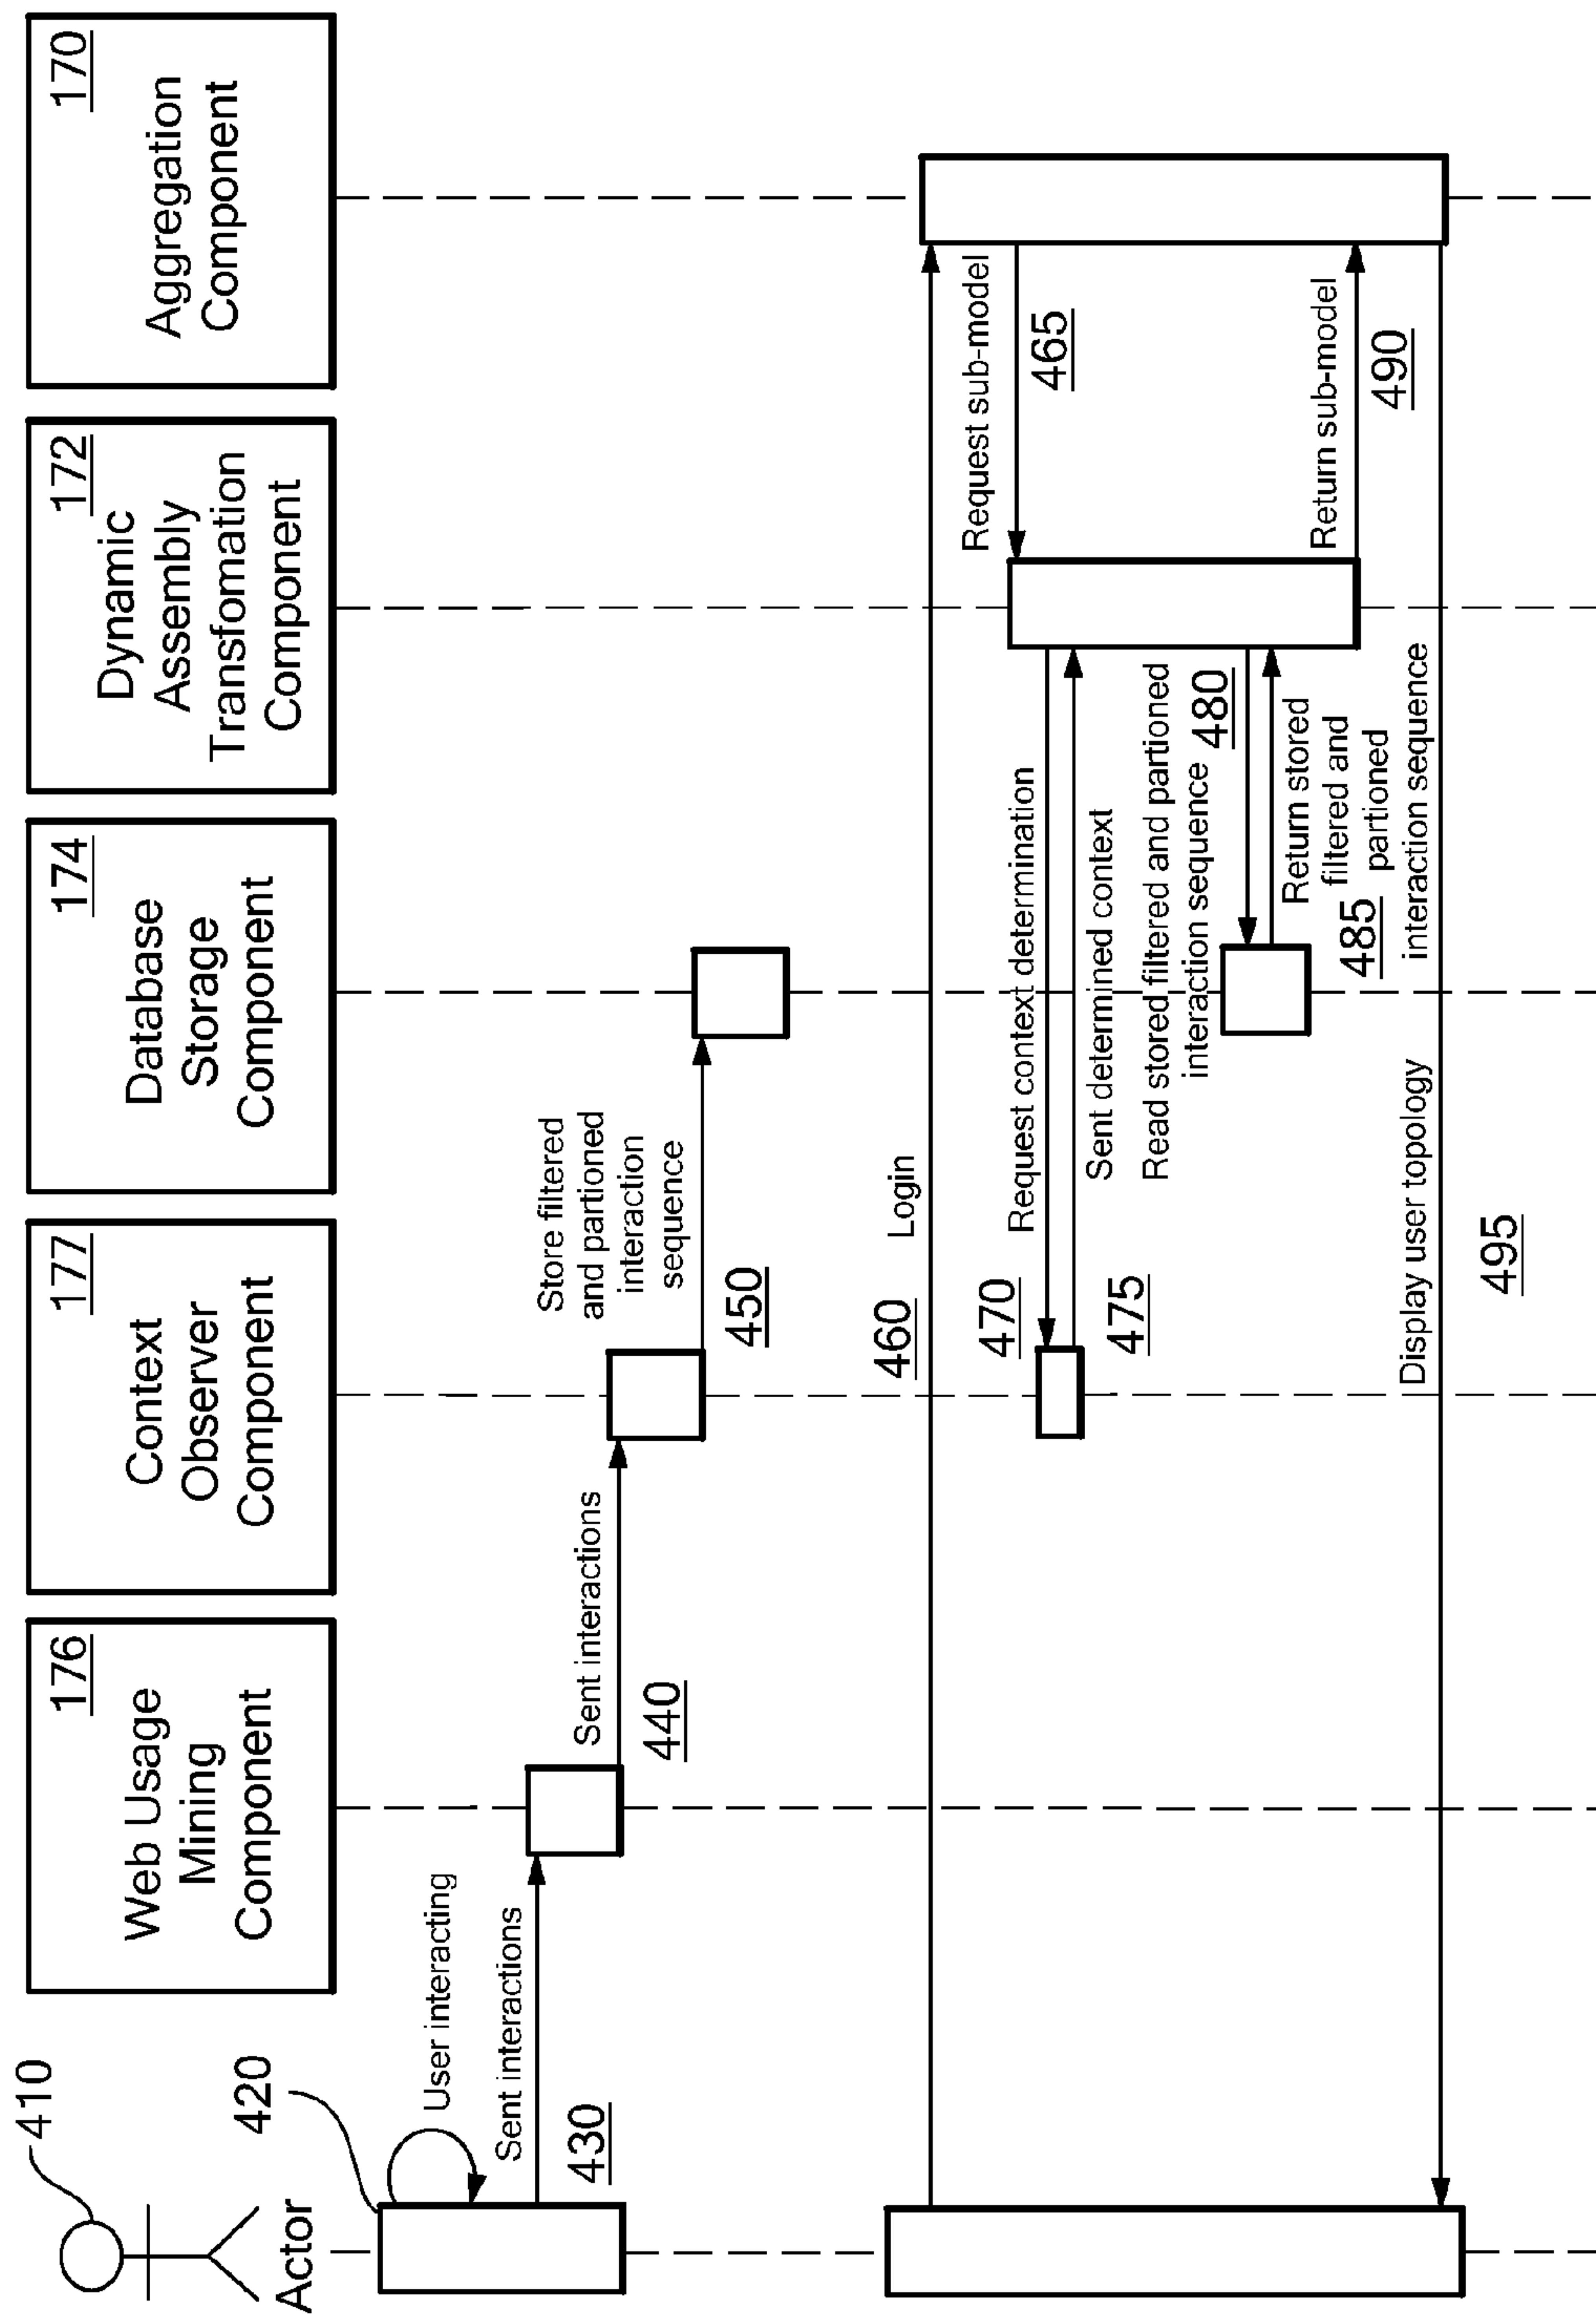 410
Actor
176
Web Usage
Mining
Component
177
Context
Observer
Component
174
Database
Storage
Component
172
Dynamic
Assembly
Transfomation
Component
170
Aggregation
Component
420
User interacting
Sent interactions
430
Sent interactions
440
Store filtered
and partioned
interaction
sequence
450
Login
460
Request sub-model
465
Request context determination
470
Sent determined context
475
Read stored filtered and partioned
interaction sequence
480
Return stored
filtered and
partioned
interaction sequence
485
Return sub-model
490
Display user topology
495